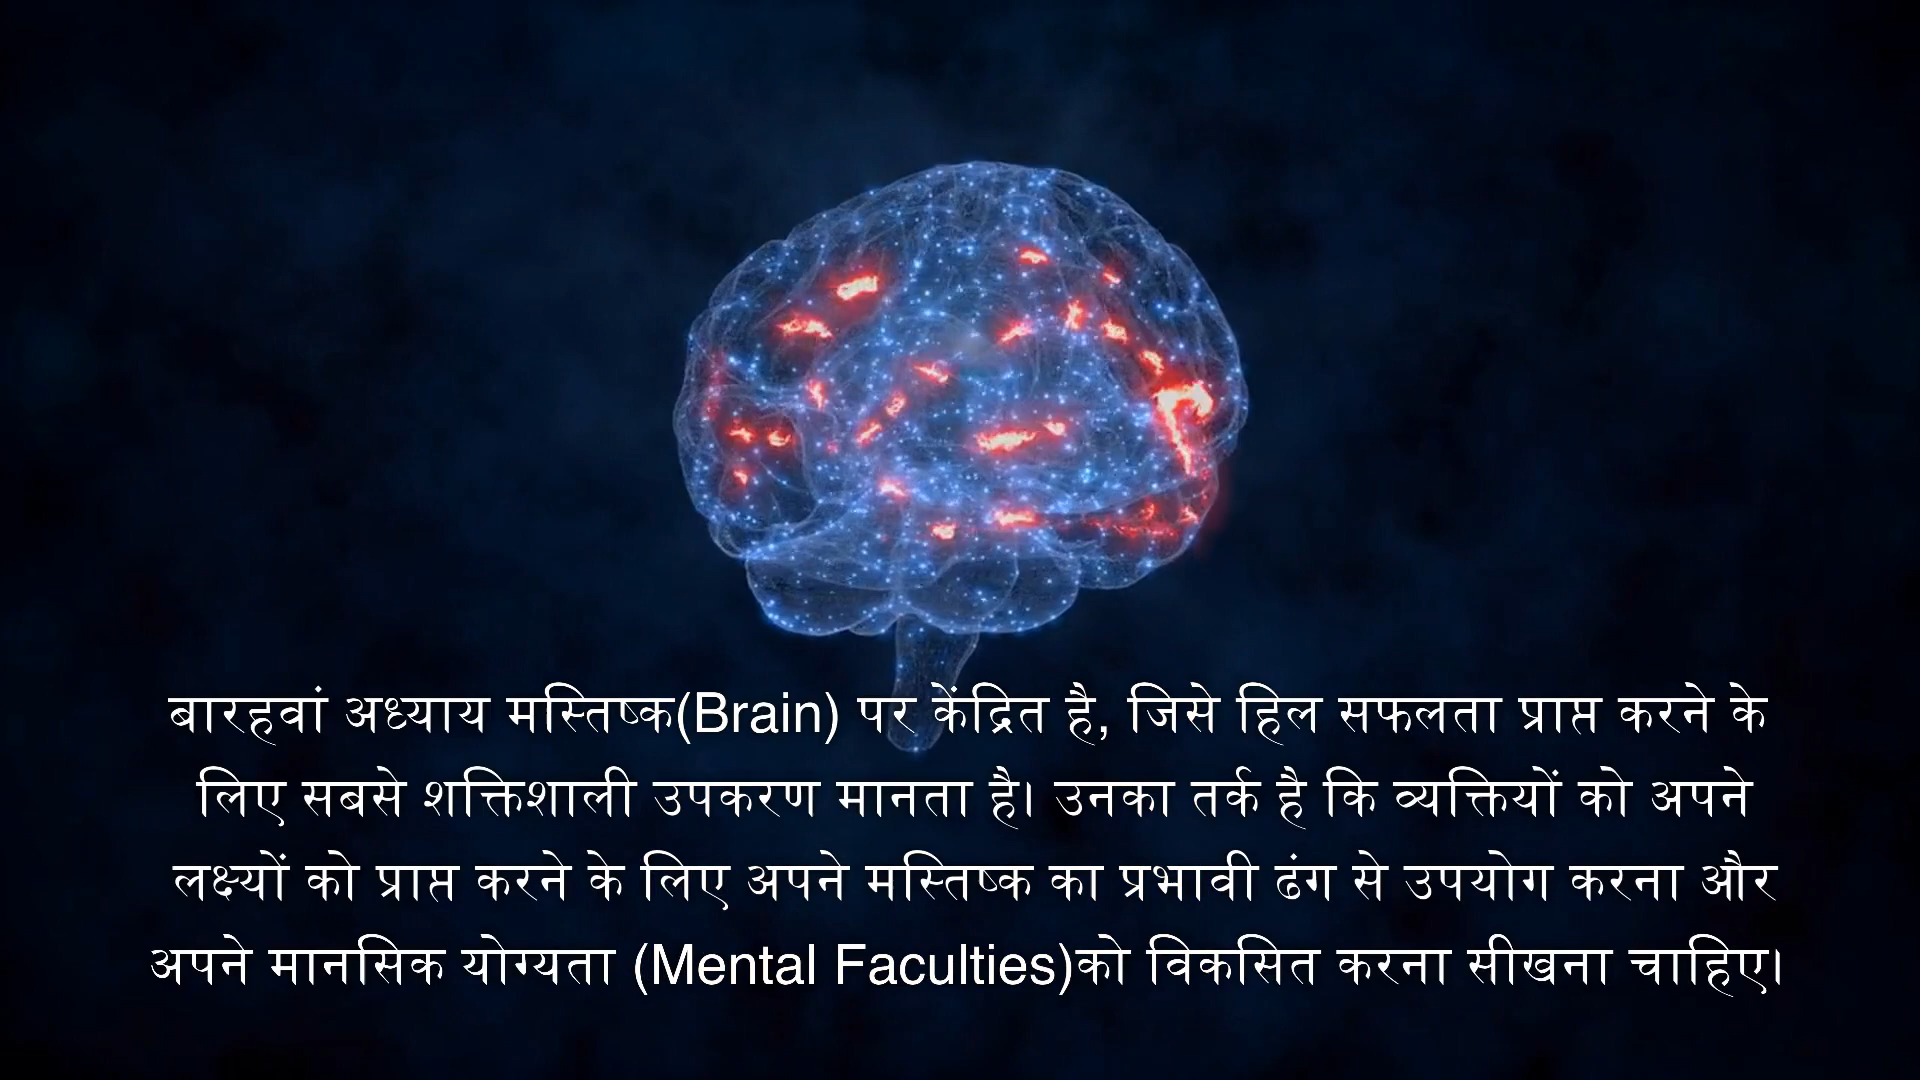 बारहवां अध्याय मस्तिष्क(Brain) पर केंद्रित है, जिसे हिल सफलता प्राप्त करने के
लिए सबसे शक्तिशाली उपकरण मानता है। उनका तर्क है कि व्यक्तियों को अपने
लक्ष्यों को प्राप्त करने के लिए अपने मस्तिष्क का प्रभावी ढंग से उपयोग करना और
अपने मानसिक योग्यता (Mental Faculties)को विकसित करना सीखना चाहिए।